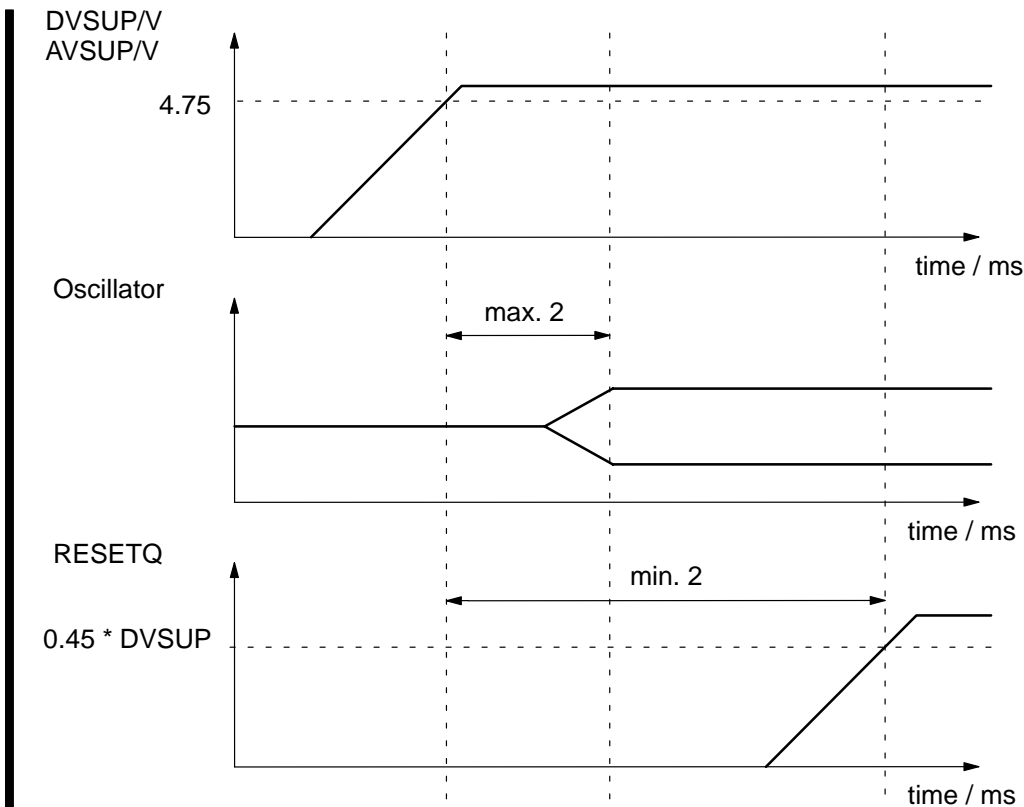 DVSUP/V
AVSUP/V
4.75
time / ms
Oscillator
max. 2
time / ms
RESETQ
min. 2
0.45 * DVSUP
time / ms